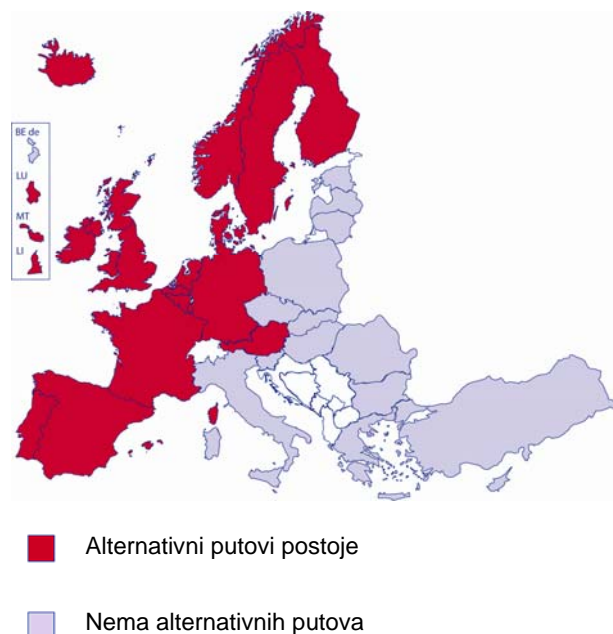 BE de
LU
MT
LI
Alternativni putovi postoje
Nema alternativnih putova